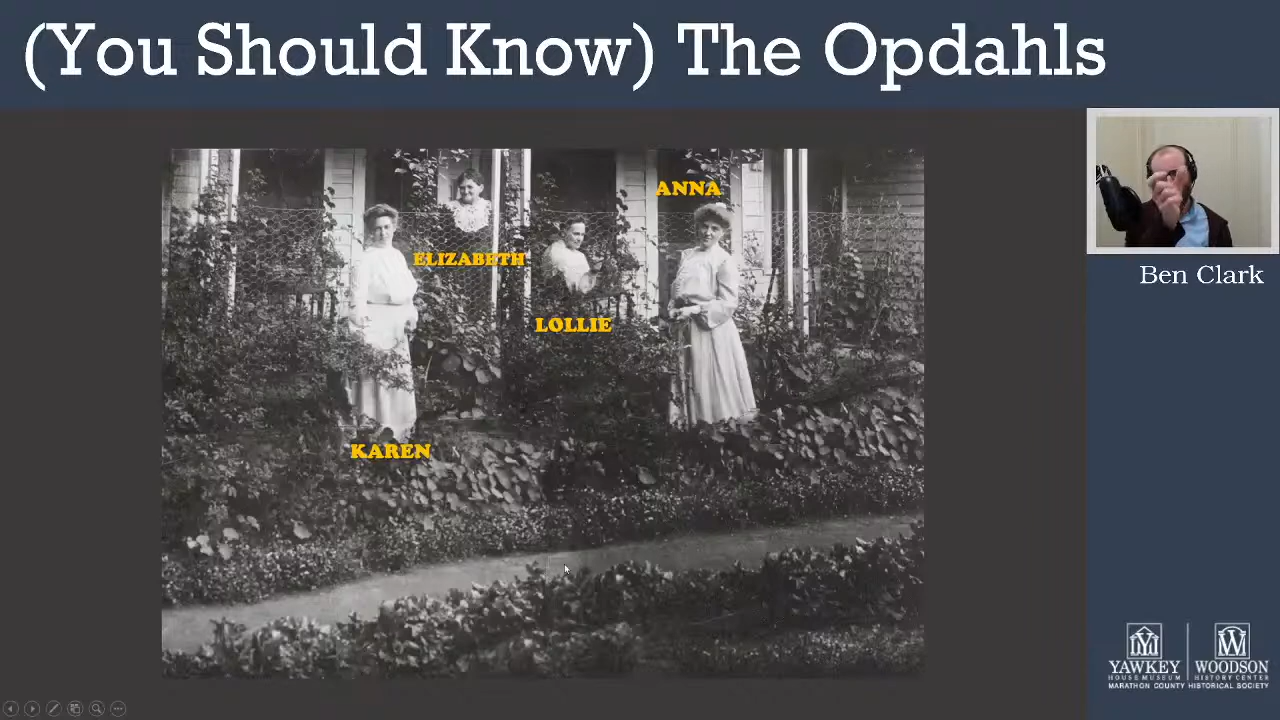 (You Should Know) The Opdahls
ANNA
ELIZABETH
LOLLIE
KAREN
Ben Clark
YAWKEY
HOUSE MUSEUM
WOODSON
HISTORY CENTER
MARATHON COUNTY HISTORICAL SOCIETY